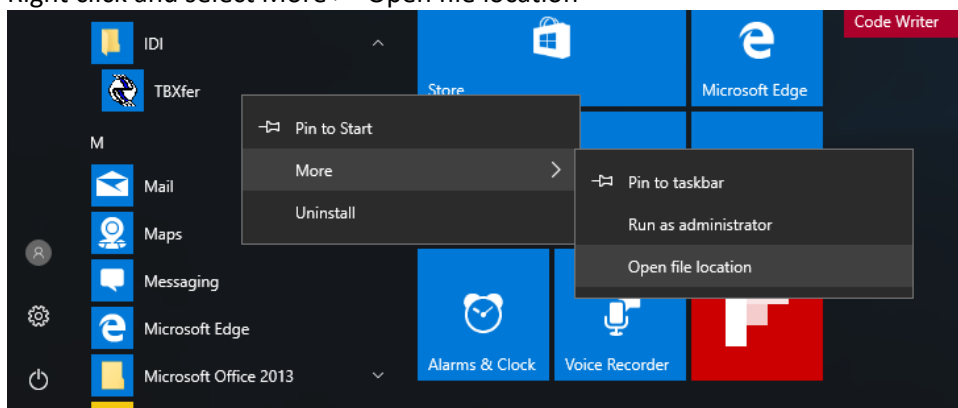 Right click and select More > Open file location
IDI
TBXfer
M
Mail
Maps
Messaging
Microsoft Edge
Microsoft Office 2013
Pin to Start
More
Uninstall
Pin to taskbar
Run as administrator
Open file location
Store
Microsoft Edge
Code Writer
Alarms & Clock
Voice Recorder